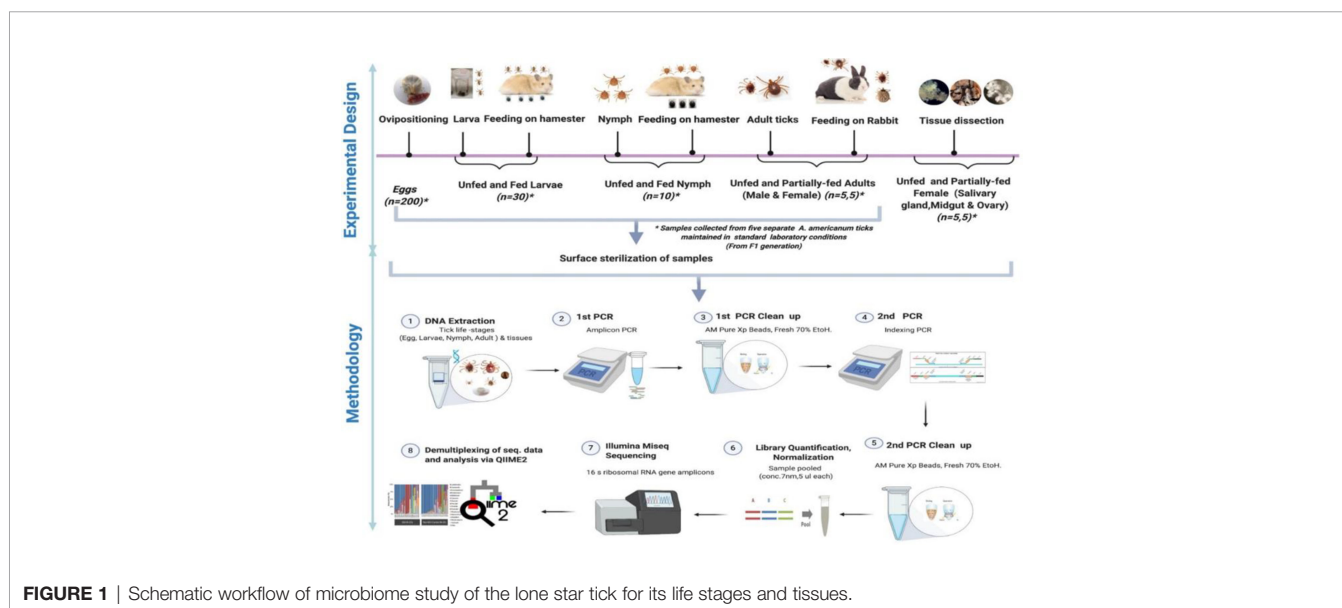 Experimental Design
Ovipositioning Larva Feeding on hamester Nymph Feeding on hamester Adult ticks Feeding on Rabbit Tissue dissection
Eggs
(n=200)*
Unfed and Fed Larvae
(n=30)*
Unfed and Fed Nymph
(n=10)*
Unfed and Partially-fed Adults
(Male & Female) (n=5,5)*
Unfed and Partially-fed
Female (Salivary
gland,Midgut & Ovary)
(n=5,5)*
* Samples collected from five separate A. americanum ticks
maintained in standard laboratory conditions
(From F1 generation)
Surface sterilization of samples
Methodology
1 DNA Extraction
Tick life -stages
(Egg, Larvae, Nymph, Adult ) & tissues
2 1st PCR
Amplicon PCR
PCR
3 1st PCR Clean up
AM Pure Xp Beads, Fresh 70% EtoH.
4 2nd PCR
Indexing PCR
PCR
5 2nd PCR Clean up
AM Pure Xp Beads, Fresh 70% EtoH.
6 Library Quantification,
Normalization
Sample pooled
(conc.7nm,5 ul each)
A B C
Pool
7 Illumina Miseq
Sequencing
16 s ribosomal RNA gene amplicons
8 Demultiplexing of seq. data
and analysis via QIIME2
Qiime
2
FIGURE 1 | Schematic workflow of microbiome study of the lone star tick for its life stages and tissues.